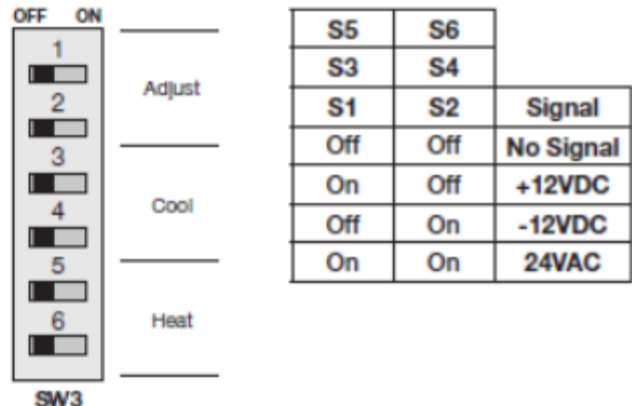 OFF ON
1
2
Adjust
3
4
Cool
5
6
Heat
SW3
S5 S6
S3 S4
S1 S2 Signal
Off Off No Signal
On Off +12VDC
Off On -12VDC
On On 24VAC